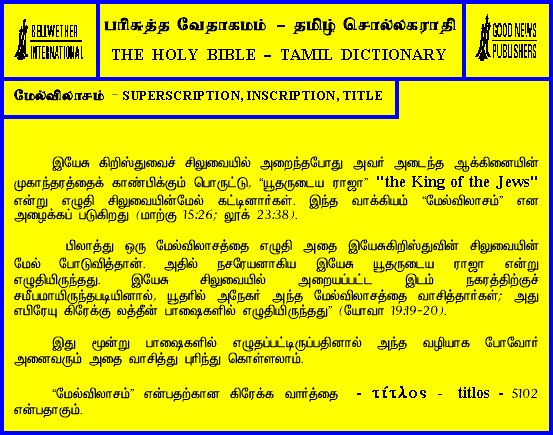 BELLWETHER
INTERNATIONAL
பரிசுத்த வேதாகமம் – தமிழ் சொல்லகராதி
THE HOLY BIBLE – TAMIL DICTIONARY
GOOD NEWS
PUBLISHERS
மேல்விலாசம் – SUPERSCRIPTION, INSCRIPTION, TITLE
இயேசு கிறிஸ்துவைச் சிலுவையில் அறைந்தபோது அவர் அடைந்த ஆக்கினையின்
முகாந்தரத்தைக் காண்பிக்கும் பொருட்டு, “யூதருடைய ராஜா” "the King of the Jews"
என்று எழுதி சிலுவையின்மேல் கட்டினார்கள். இந்த வாக்கியம் “மேல்விலாசம்” என
அழைக்கப் படுகிறது (மாற்கு 15:26; லூக் 23:38).
பிலாத்து ஒரு மேல்விலாசத்தை எழுதி அதை இயேசுகிறிஸ்துவின் சிலுவையின்
மேல் போடுவித்தான். அதில் நசரேயனாகிய இயேசு யூதருடைய ராஜா என்று
எழுதியிருந்தது. இயேசு சிலுவையில் அறையப்பட்ட இடம் நகரத்திற்குச்
சமீபமாயிருந்தபடியினால், யூதரில் அநேகர் அந்த மேல்விலாசத்தை வாசித்தார்கள்; அது
எபிரேயு கிரேக்கு லத்தீன் பாஷைகளில் எழுதியிருந்தது” (யோவா 19:19-20).
இது மூன்று பாஷைகளில் எழுதப்பட்டிருப்பதினால் அந்த வழியாக போவோர்
அனைவரும் அதை வாசித்து புரிந்து கொள்ளலாம்.
“மேல்விலாசம்” என்பதற்கான கிரேக்க வார்த்தை - τίτλος - titlos - 5102
என்பதாகும்.